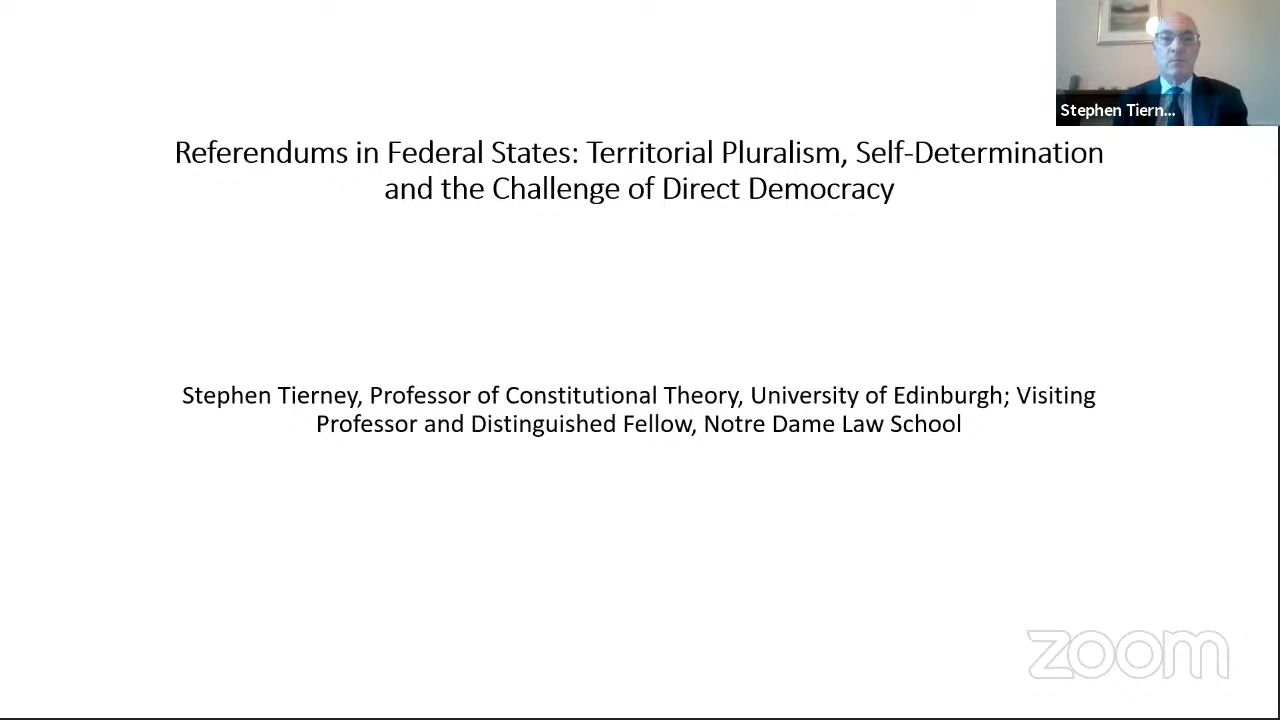 Stephen Tiern...
Referendums in Federal States: Territorial Pluralism, Self-Determination
and the Challenge of Direct Democracy
Stephen Tierney, Professor of Constitutional Theory, University of Edinburgh; Visiting
Professor and Distinguished Fellow, Notre Dame Law School
zoom